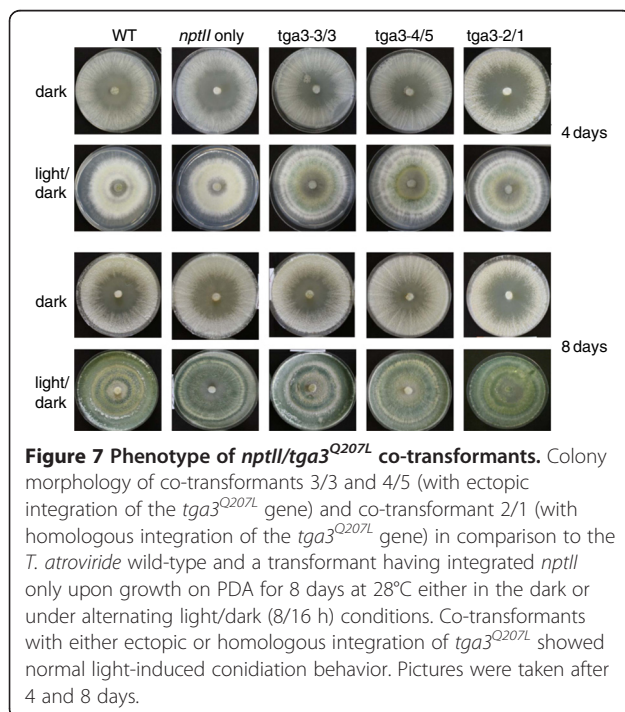 WT nptII only tga3-3/3 tga3-4/5 tga3-2/1
dark
4 days
light/
dark
dark
8 days
light/
dark
Figure 7 Phenotype of nptII/tga3Q207L co-transformants. Colony
morphology of co-transformants 3/3 and 4/5 (with ectopic
integration of the tga3Q207L gene) and co-transformant 2/1 (with
homologous integration of the tga3Q207L gene) in comparison to the
T. atroviride wild-type and a transformant having integrated nptII
only upon growth on PDA for 8 days at 28°C either in the dark or
under alternating light/dark (8/16 h) conditions. Co-transformants
with either ectopic or homologous integration of tga3Q207L showed
normal light-induced conidiation behavior. Pictures were taken after
4 and 8 days.